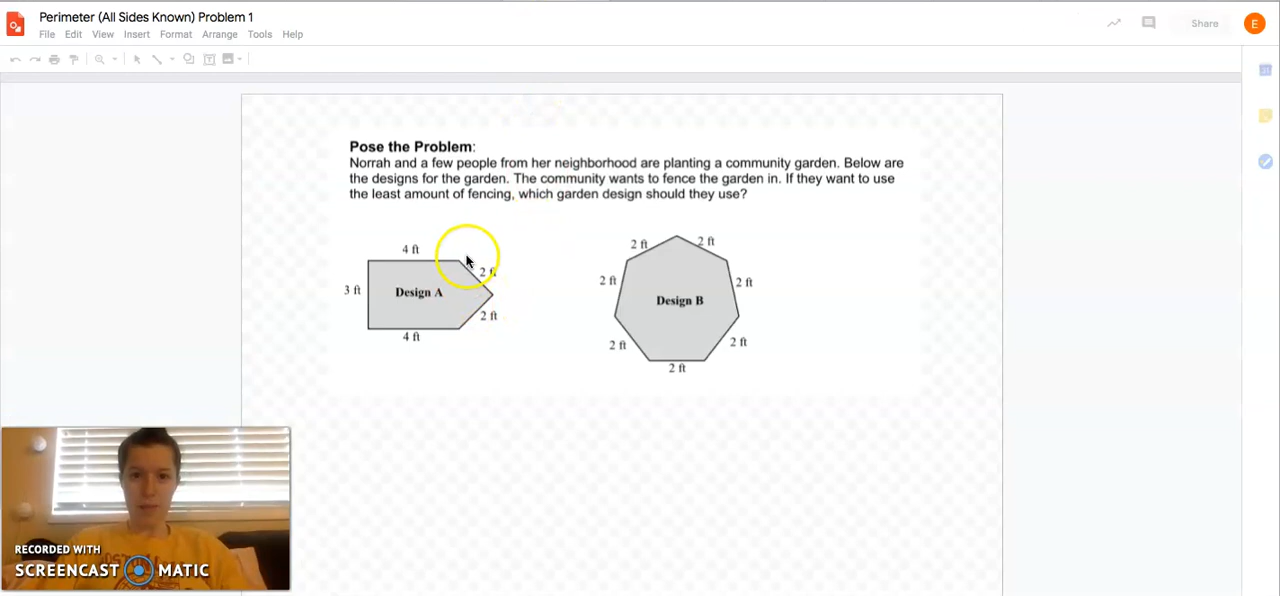 Perimeter (All Sides Known) Problem 1
File Edit View Insert Format Arrange Tools Help
Share
E
Pose the Problem:
Norrah and a few people from her neighborhood are planting a community garden. Below are
the designs for the garden. The community wants to fence the garden in. If they want to use
the least amount of fencing, which garden design should they use?
4 ft
2 ft
3 ft
Design A
2 ft
4 ft
2 ft
2 ft
2 ft
2 ft
Design B
2 ft
2 ft
2 ft
RECORDED WITH
SCREENCAST MATIC